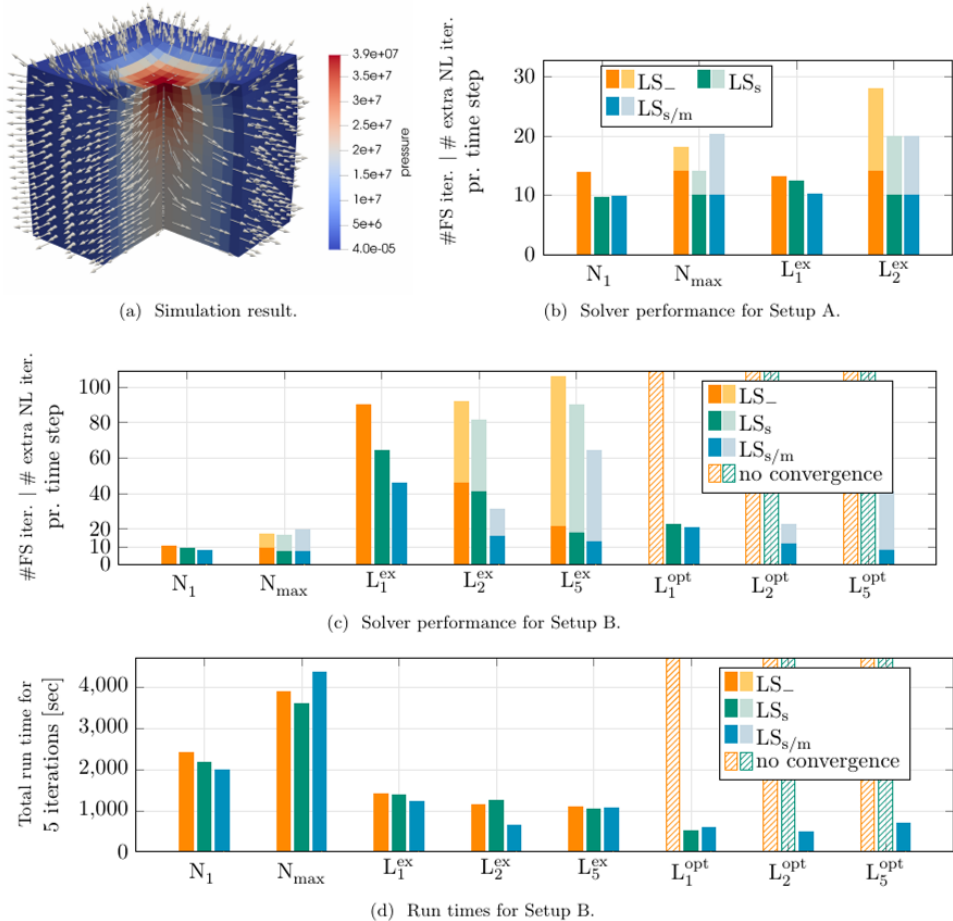 3.9e+07
3.5e+7
3e+7
2.5e+7
2e+7
1.5e+7
1e+7
5e+6
4.0e-05
pressure
(a) Simulation result.
#FS iter. | # extra NL iter.
pr. time step
30
20
10
0
LS₋ LSₛ
LSₛ/ₘ
N₁ Nₘₐₓ L₁ᵉˣ L₂ᵉˣ
(b) Solver performance for Setup A.
#FS iter. | # extra NL iter.
pr. time step
100
80
60
40
20
10
0
LS₋
LSₛ
LSₛ/ₘ
no convergence
N₁ Nₘₐₓ L₁ᵉˣ L₂ᵉˣ L₅ᵉˣ L₁ᵒᵖᵗ L₂ᵒᵖᵗ L₅ᵒᵖᵗ
(c) Solver performance for Setup B.
Total run time for
5 iterations [sec]
4,000
3,000
2,000
1,000
0
LS₋
LSₛ
LSₛ/ₘ
no convergence
N₁ Nₘₐₓ L₁ᵉˣ L₂ᵉˣ L₅ᵉˣ L₁ᵒᵖᵗ L₂ᵒᵖᵗ L₅ᵒᵖᵗ
(d) Run times for Setup B.